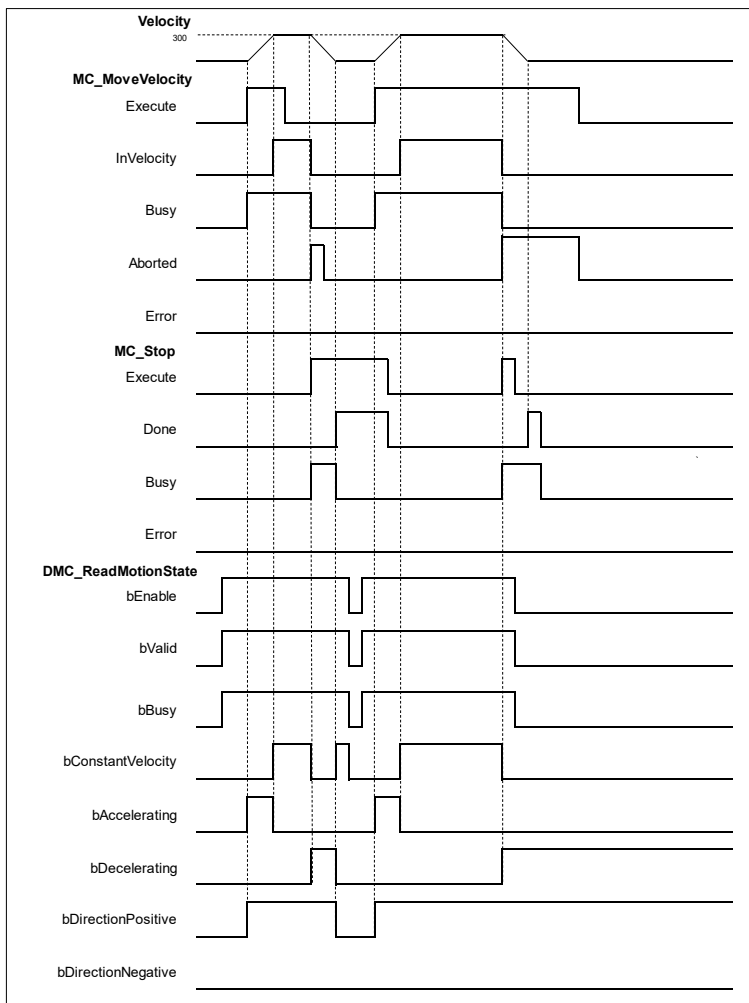 Velocity
300
MC_MoveVelocity
Execute
InVelocity
Busy
Aborted
Error
MC_Stop
Execute
Done
Busy
Error
DMC_ReadMotionState
bEnable
bValid
bBusy
bConstantVelocity
bAccelerating
bDecelerating
bDirectionPositive
bDirectionNegative